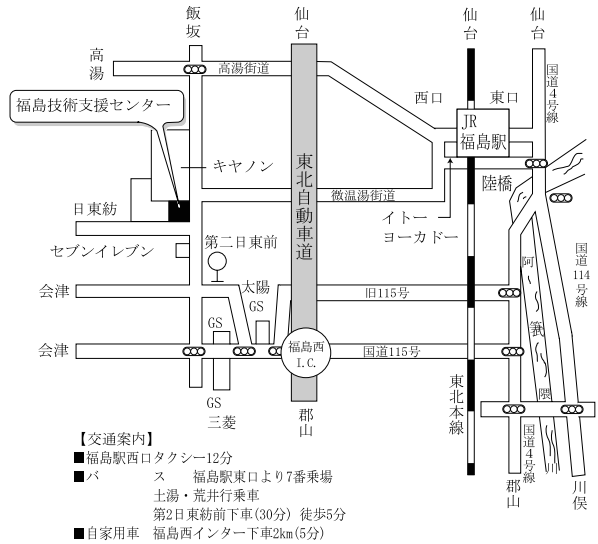 飯坂
仙台
仙台
仙台
高湯
高湯街道
国道4号線
西口
東口
福島技術支援センター
JR
福島駅
キヤノン
東北自動車道
陸橋
微温湯街道
日東紡
イトー
ヨーカドー
セブンイレブン
第二日東前
阿武隈
国道114号線
会津
太陽
GS
旧115号
会津
GS
福島西
I.C.
国道115号
GS
三菱
郡山
東北本線
国道4号線
郡山
川俣
【交通案内】
■福島駅西口タクシー12分
■バス 福島駅東口より7番乗場
土湯・荒井行乗車
第2日東紡前下車(30分) 徒歩5分
■自家用車 福島西インター下車2km(5分)